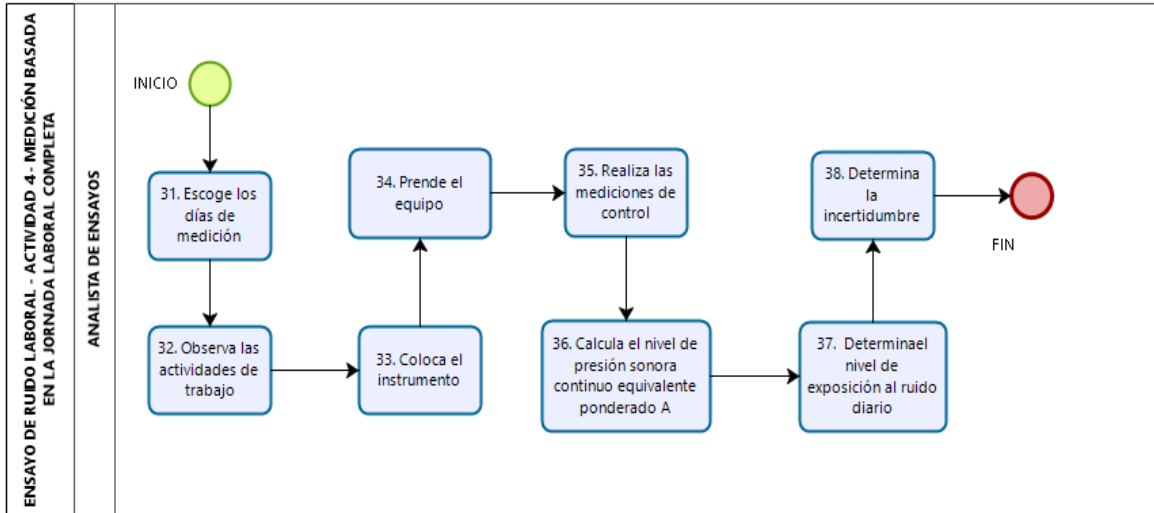 ENSAYO DE RUIDO LABORAL - ACTIVIDAD 4 - MEDICIÓN BASADA
EN LA JORNADA LABORAL COMPLETA
ANALISTA DE ENSAYOS
INICIO
31. Escoge los
días de
medición
32. Observa las
actividades de
trabajo
33. Coloca el
instrumento
34. Prende el
equipo
35. Realiza las
mediciones de
control
36. Calcula el nivel de
presión sonora
continuo equivalente
ponderado A
37. Determinael nivel
de exposición al ruido
diario
38. Determina
la
incertidumbre
FIN